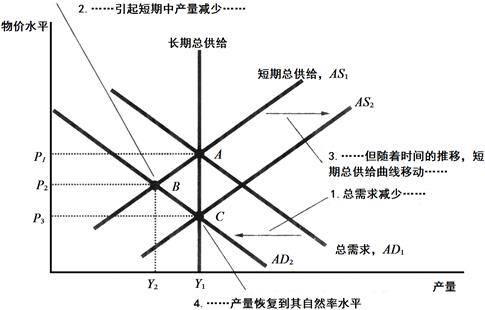 2. ……引起短期中产量减少……
物价水平
长期总供给
短期总供给，AS₁
AS₂
P₁
A
3. ……但随着时间的推移，短
期总供给曲线移动……
P₂
B
1. 总需求减少……
P₃
C
总需求，AD₁
AD₂
Y₂
Y₁
产量
4. ……产量恢复到其自然率水平